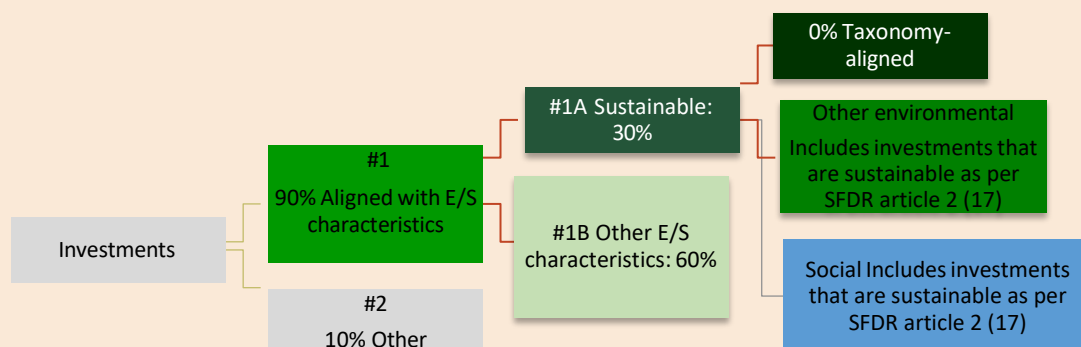 Investments
#1
90% Aligned with E/S
characteristics
#2
10% Other
#1A Sustainable:
30%
#1B Other E/S
characteristics: 60%
0% Taxonomy-
aligned
Other environmental
Includes investments that
are sustainable as per
SFDR article 2 (17)
Social Includes investments
that are sustainable as per
SFDR article 2 (17)